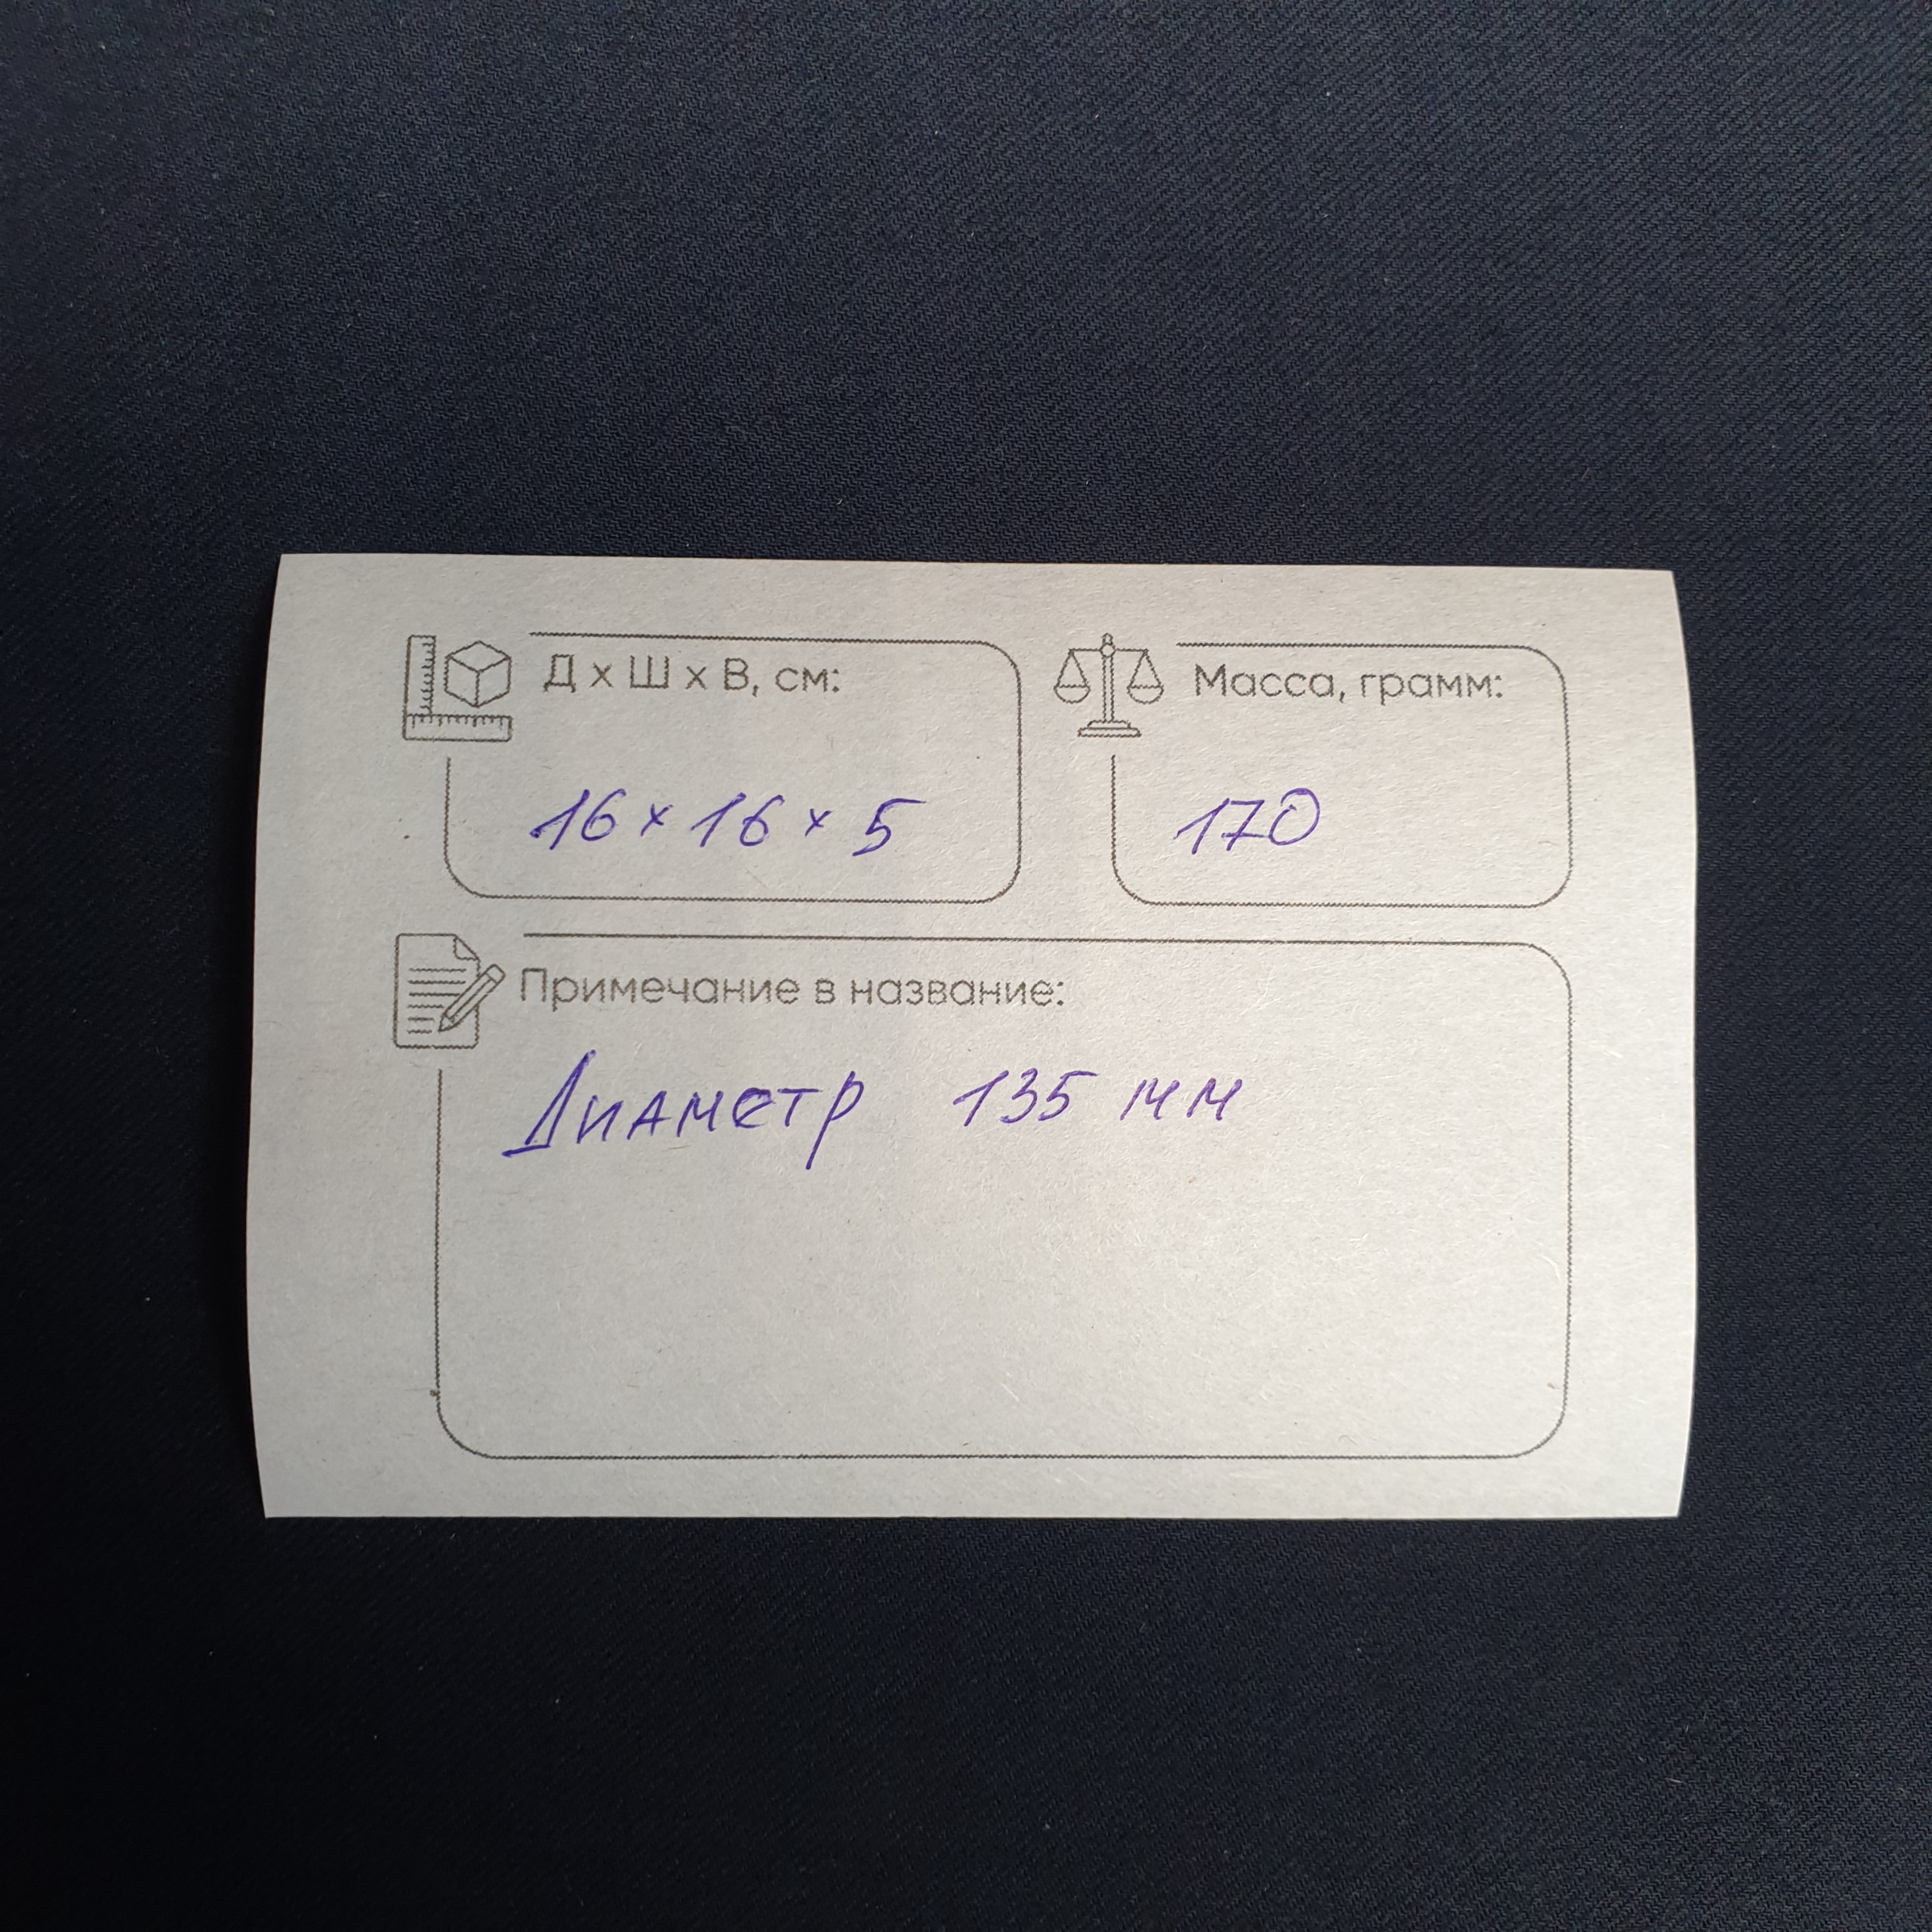 Д х Ш х В, см:
16 х 16 х 5
Масса, грамм:
170
Примечание в название:
Диаметр 135 мм